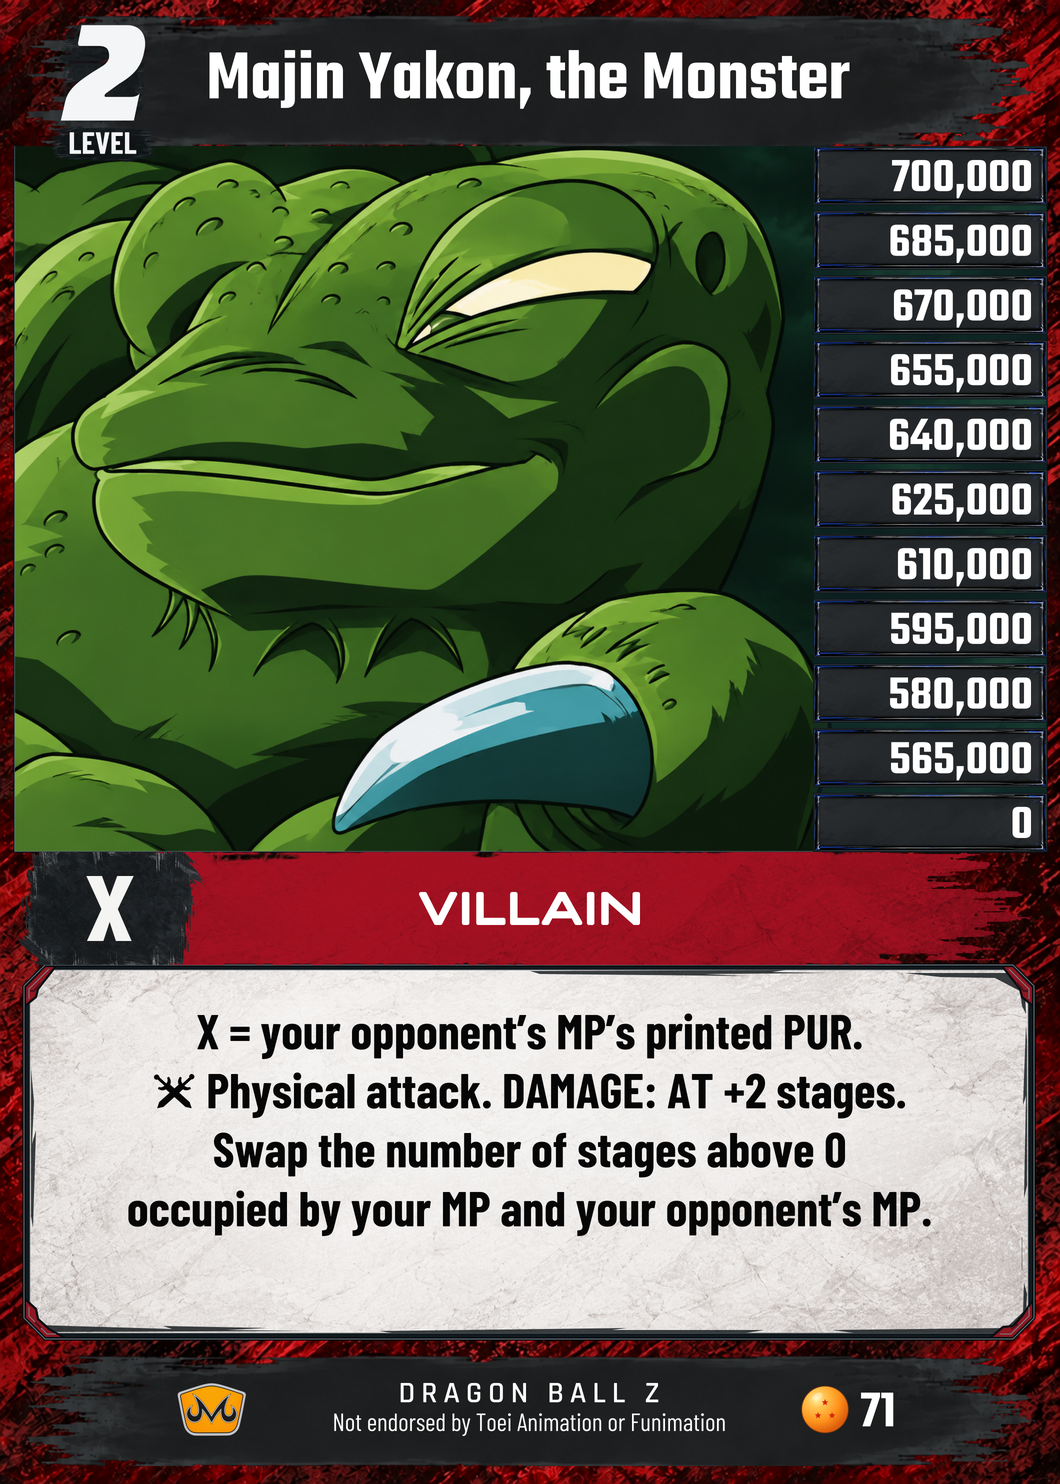 2
LEVEL
Majin Yakon, the Monster
700,000
685,000
670,000
655,000
640,000
625,000
610,000
595,000
580,000
565,000
0
X
VILLAIN
X = your opponent’s MP’s printed PUR.
Physical attack. DAMAGE: AT +2 stages.
Swap the number of stages above 0
occupied by your MP and your opponent’s MP.
M
DRAGON BALL Z
Not endorsed by Toei Animation or Funimation
71